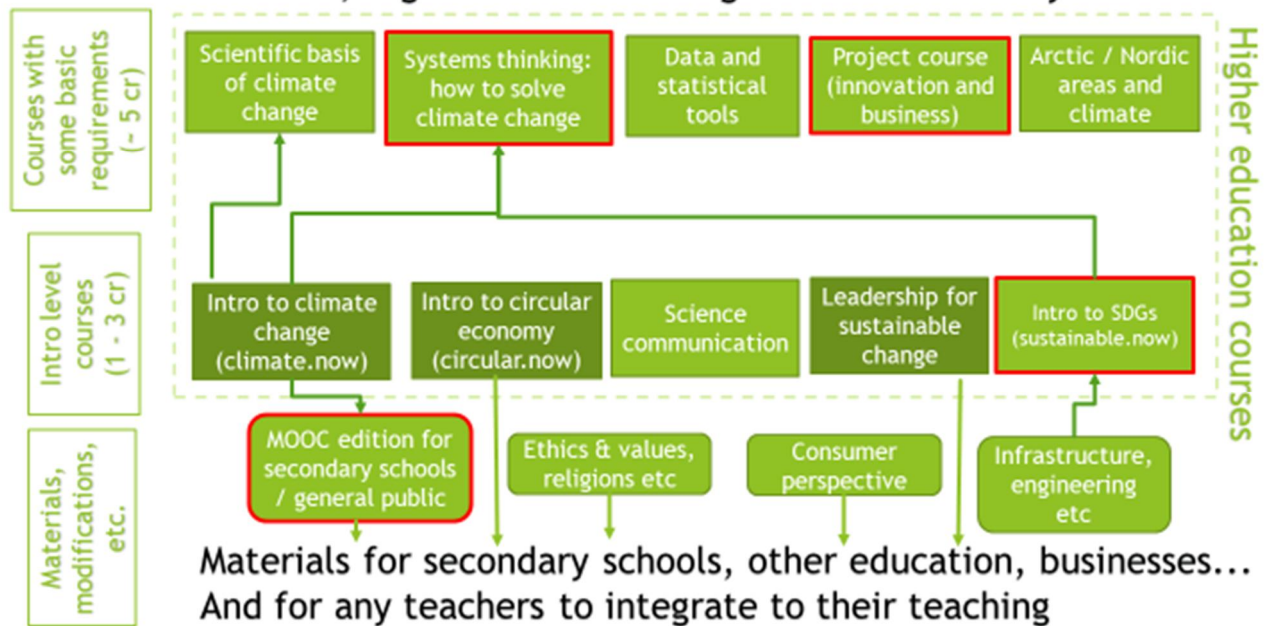 Courses with
some basic
requirements
(~ 5 cr)
Scientific basis
of climate
change
Systems thinking:
how to solve
climate change
Data and
statistical
tools
Project course
(innovation and
business)
Arctic / Nordic
areas and
climate
Higher education courses
Intro level
courses
(1 - 3 cr)
Intro to climate
change
(climate.now)
Intro to circular
economy
(circular.now)
Science
communication
Leadership for
sustainable
change
Intro to SDGs
(sustainable.now)
Materials,
modifications,
etc.
MOOC edition for
secondary schools
/ general public
Ethics & values,
religions etc
Consumer
perspective
Infrastructure,
engineering
etc
Materials for secondary schools, other education, businesses...
And for any teachers to integrate to their teaching